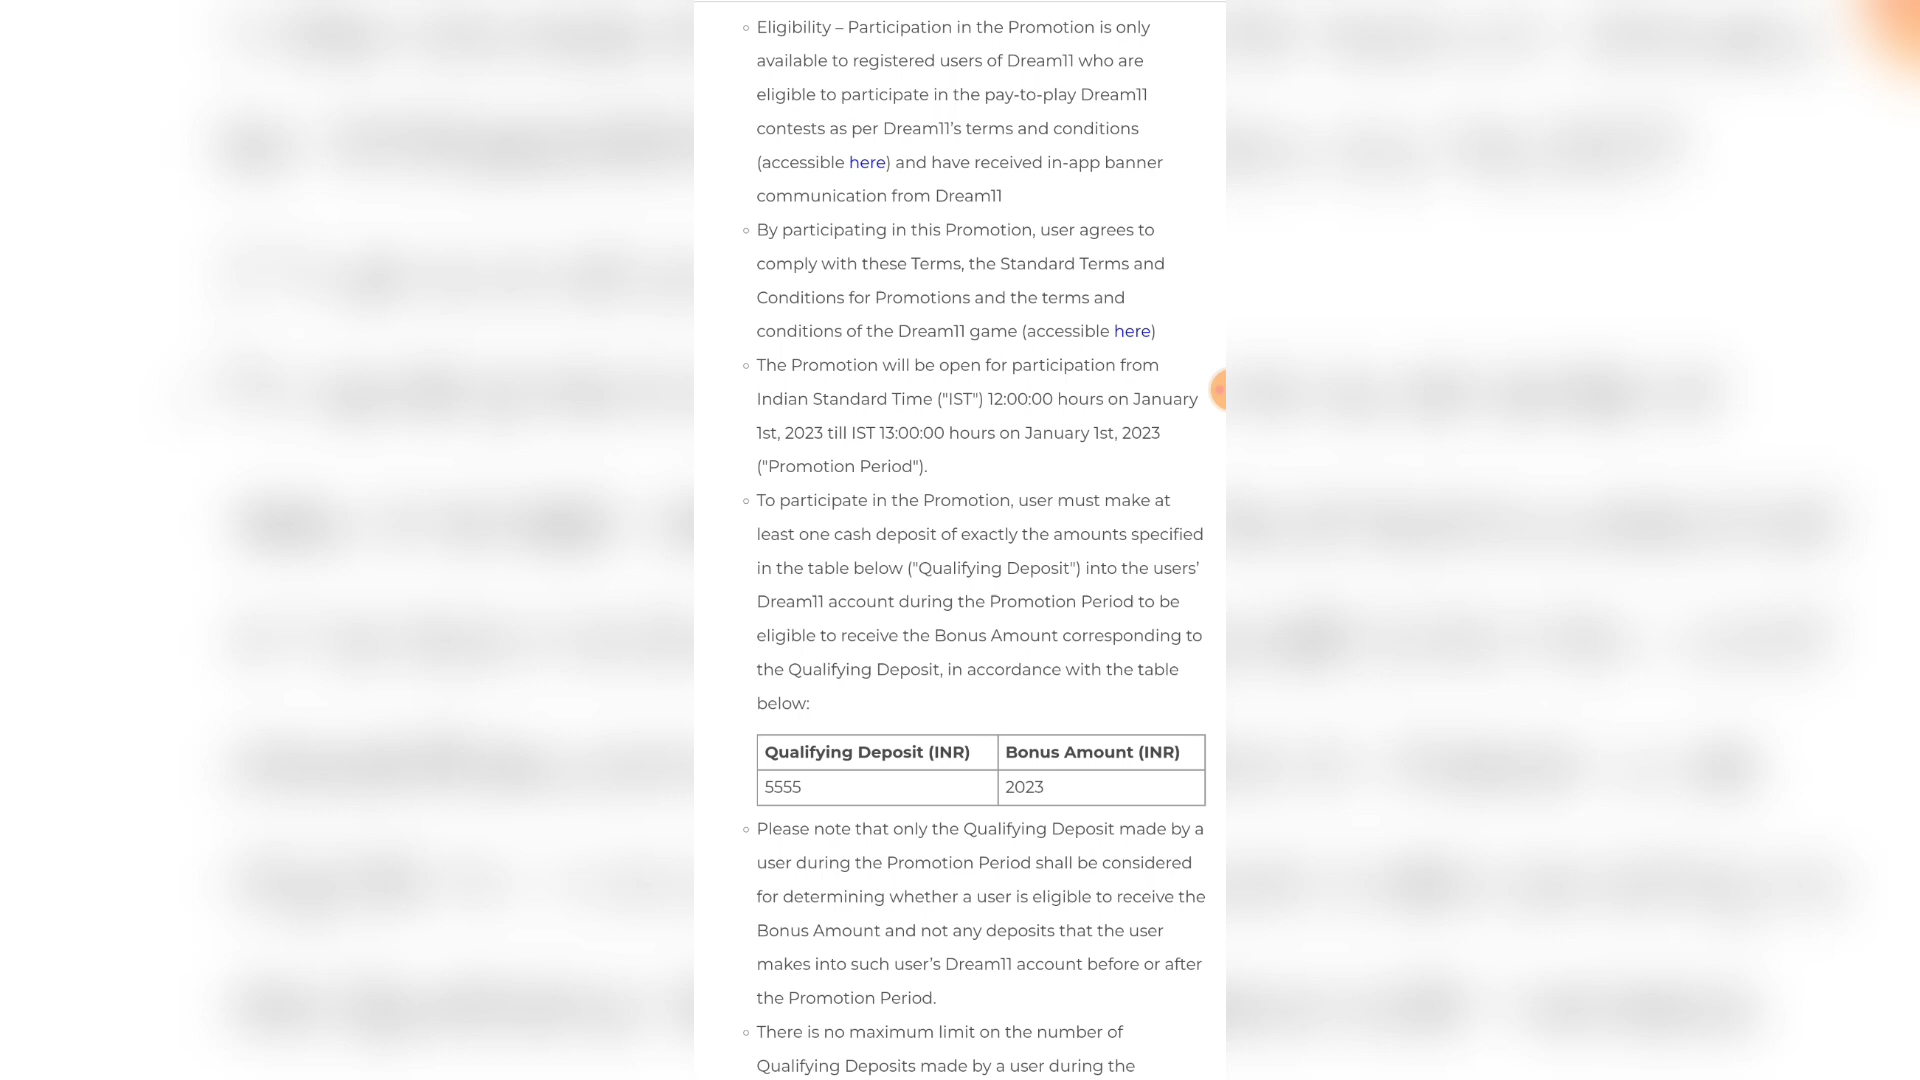 Eligibility – Participation in the Promotion is only
available to registered users of Dream11 who are
eligible to participate in the pay-to-play Dream11
contests as per Dream11’s terms and conditions
(accessible here) and have received in-app banner
communication from Dream11
By participating in this Promotion, user agrees to
comply with these Terms, the Standard Terms and
Conditions for Promotions and the terms and
conditions of the Dream11 game (accessible here)
The Promotion will be open for participation from
Indian Standard Time ("IST") 12:00:00 hours on January
1st, 2023 till IST 13:00:00 hours on January 1st, 2023
("Promotion Period").
To participate in the Promotion, user must make at
least one cash deposit of exactly the amounts specified
in the table below ("Qualifying Deposit") into the users’
Dream11 account during the Promotion Period to be
eligible to receive the Bonus Amount corresponding to
the Qualifying Deposit, in accordance with the table
below:
Qualifying Deposit (INR) Bonus Amount (INR)
5555 2023
Please note that only the Qualifying Deposit made by a
user during the Promotion Period shall be considered
for determining whether a user is eligible to receive the
Bonus Amount and not any deposits that the user
makes into such user’s Dream11 account before or after
the Promotion Period.
There is no maximum limit on the number of
Qualifying Deposits made by a user during the